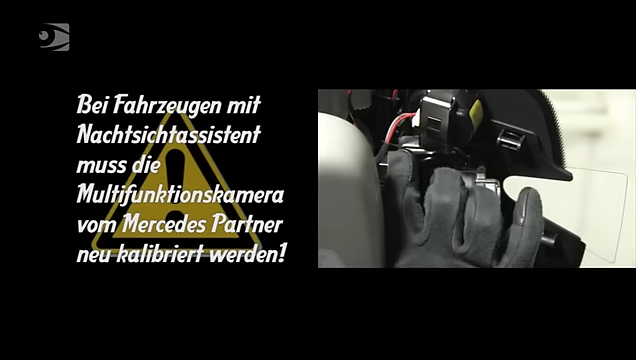 Bei Fahrzeugen mit
Nachtsichtassistent
muss die
Multifunktionskamera
vom Mercedes Partner
neu kalibriert werden!